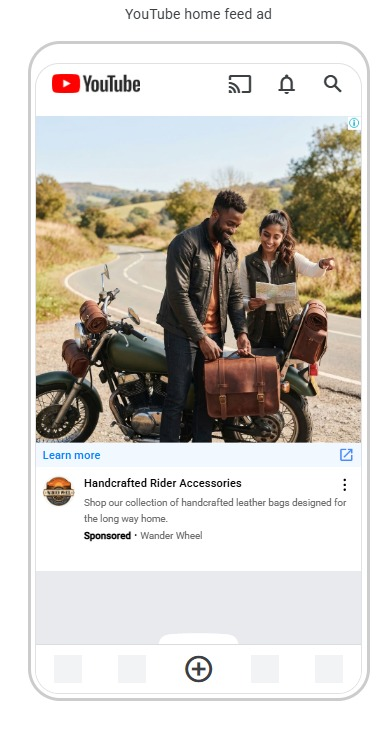 YouTube home feed ad
YouTube
Learn more
Handcrafted Rider Accessories
Shop our collection of handcrafted leather bags designed for
the long way home.
Sponsored · Wander Wheel